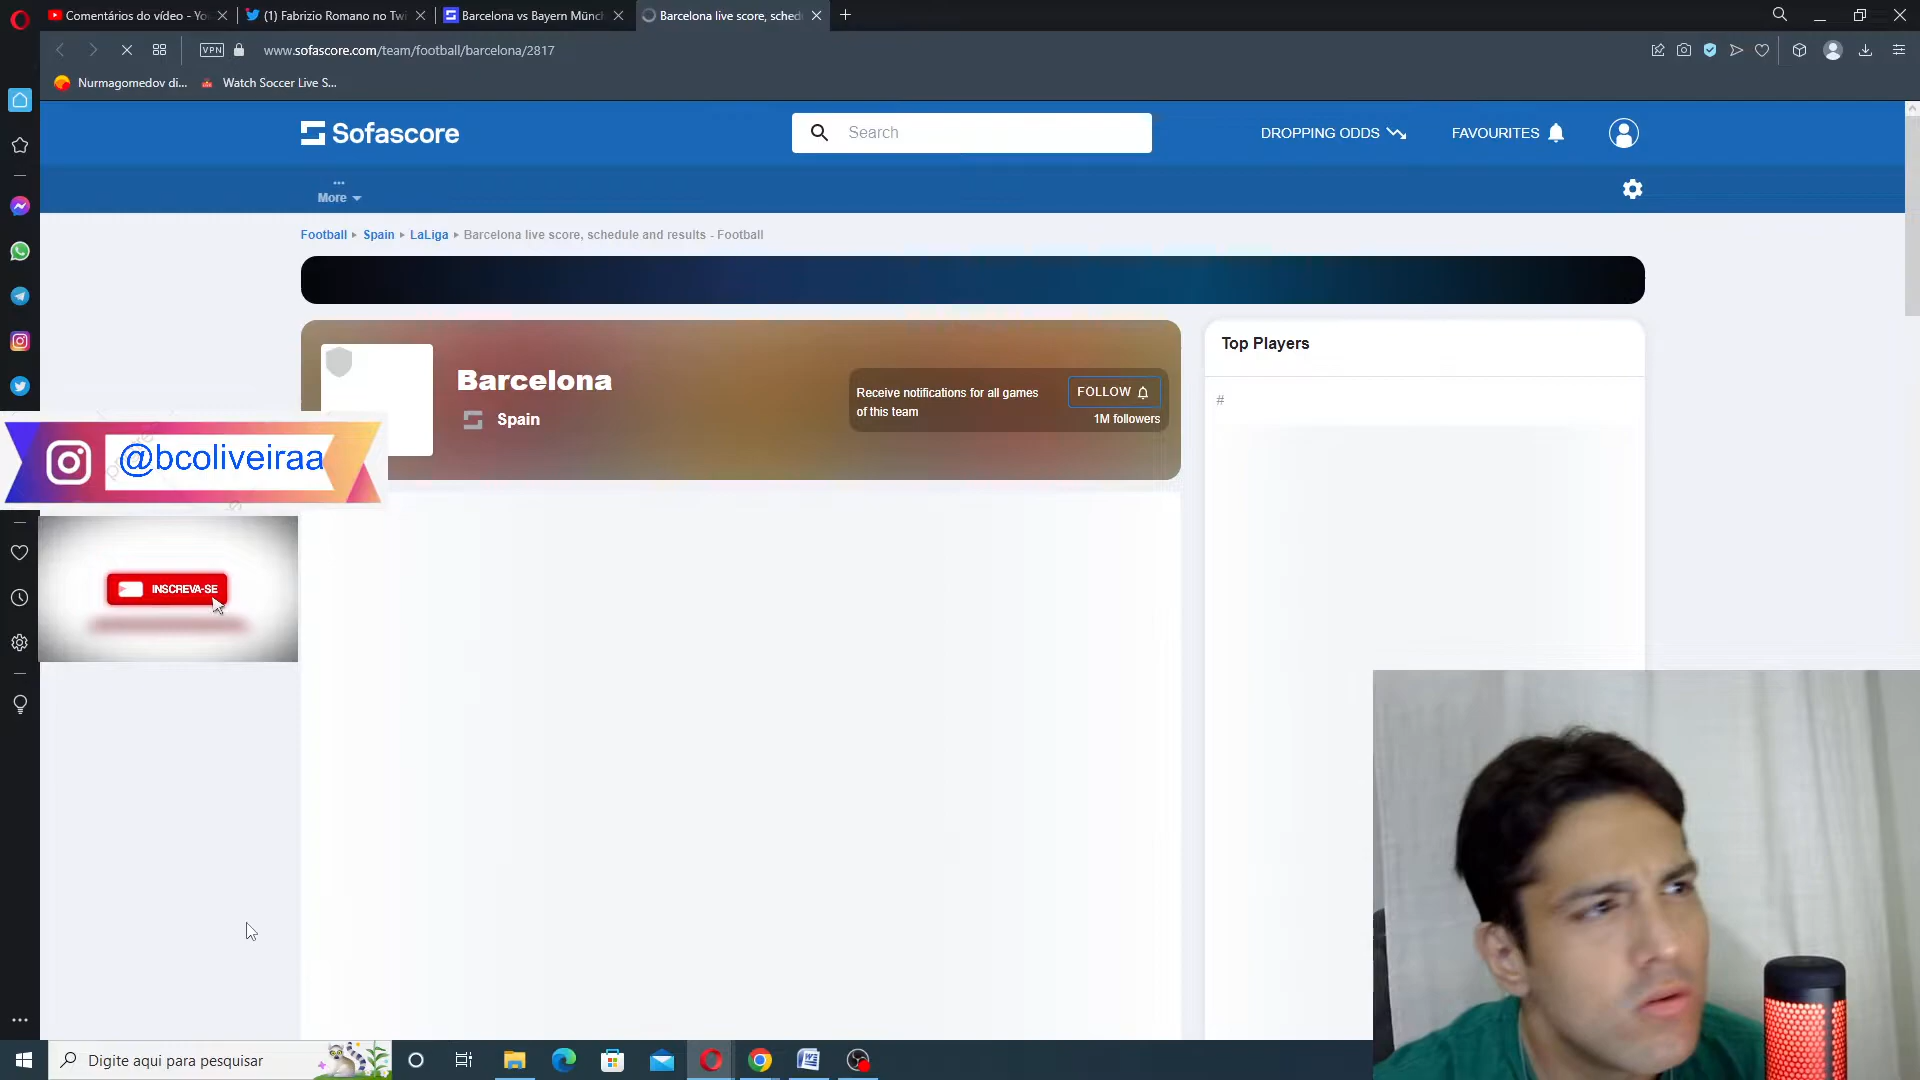 Comentários do vídeo - Yo
(1) Fabrizio Romano no Twi
Barcelona vs Bayern Münc
Barcelona live score, sched
VPN
www.sofascore.com/team/football/barcelona/2817
Nurmagomedov di...
Watch Soccer Live S...
Sofascore
Search
DROPPING ODDS
FAVOURITES
...
More
Football
Spain
LaLiga
Barcelona live score, schedule and results - Football
Barcelona
Spain
Receive notifications for all games
of this team
FOLLOW
1M followers
Top Players
#
@bcoliveiraa
INSCREVA-SE
Digite aqui para pesquisar